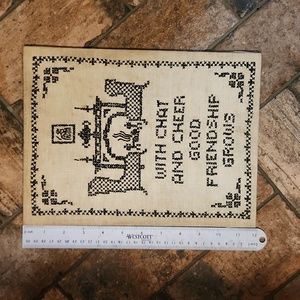 WITH CHAT
AND CHEER
GOOD
FRIENDSHIP
GROWS
WESTCOTT